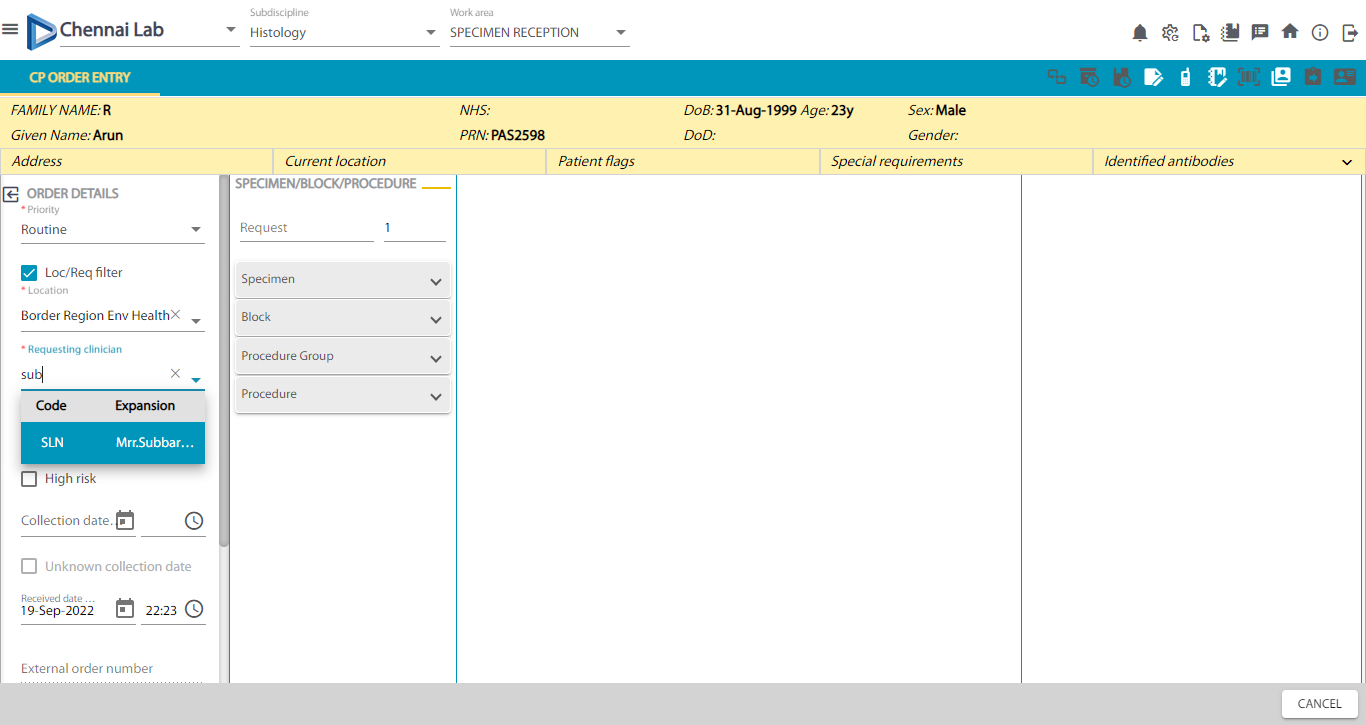 Chennai Lab
Subdiscipline
Histology
Work area
SPECIMEN RECEPTION
CP ORDER ENTRY
FAMILY NAME: R
NHS:
DoB: 31-Aug-1999 Age: 23y
Sex: Male
Given Name: Arun
PRN: PAS2598
DoD:
Gender:
Address
Current location
Patient flags
Special requirements
Identified antibodies
ORDER DETAILS
* Priority
Routine
Loc/Req filter
* Location
Border Region Env Health
* Requesting clinician
sub
Code Expansion
SLN Mrr.Subbar...
High risk
Collection date.
Unknown collection date
Received date ...
19-Sep-2022 22:23
External order number
SPECIMEN/BLOCK/PROCEDURE
Request 1
Specimen
Block
Procedure Group
Procedure
CANCEL